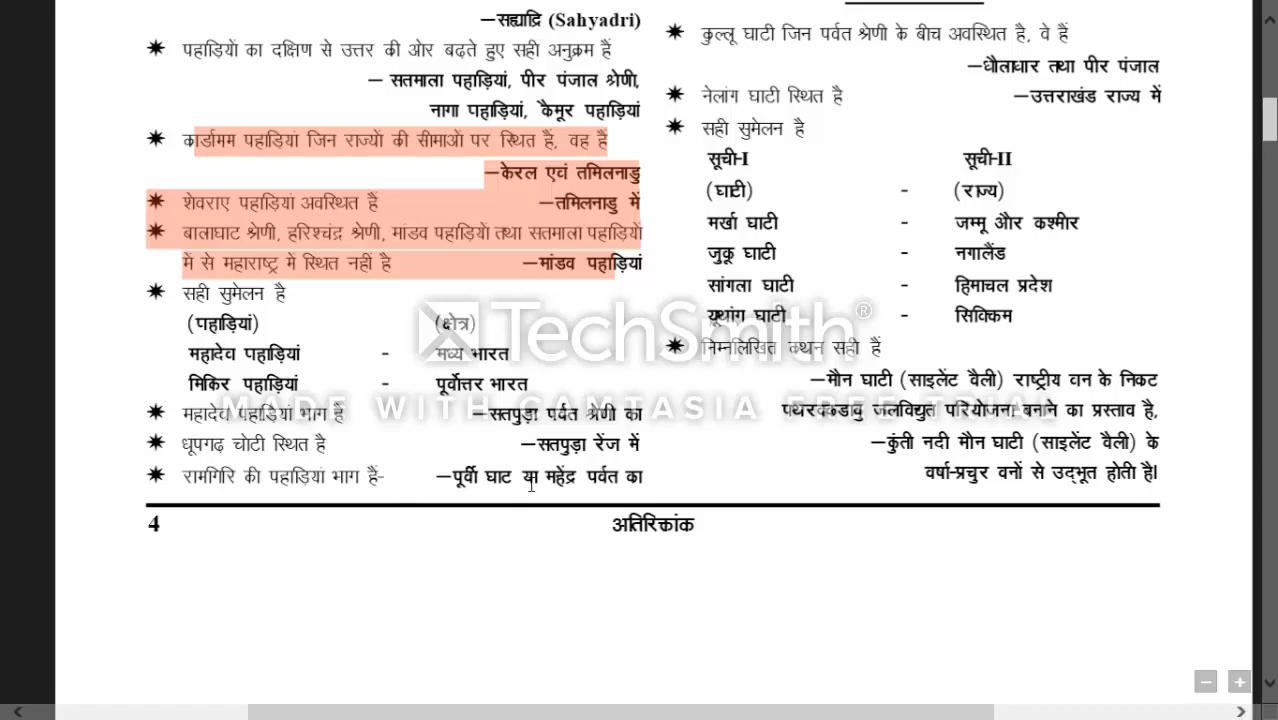 –सह्याद्रि (Sahyadri)
✷ पहाड़ियों का दक्षिण से उत्तर की ओर बढ़ते हुए सही अनुक्रम हैं
– सतमाला पहाड़ियां, पीर पंजाल श्रेणी,
नागा पहाड़ियां, कैमूर पहाड़ियां
✷ कार्डामम पहाड़ियां जिन राज्यों की सीमाओं पर स्थित हैं, वह हैं
–केरल एवं तमिलनाडु
✷ शेवराए पहाड़ियां अवस्थित हैं –तमिलनाडु में
✷ बालाघाट श्रेणी, हरिश्चंद्र श्रेणी, मांडव पहाड़ियों तथा सतमाला पहाड़ियों
में से महाराष्ट्र में स्थित नहीं है –मांडव पहाड़ियां
✷ सही सुमेलन है
(पहाड़ियां) (क्षेत्र)
महादेव पहाड़ियां - मध्य भारत
मिकिर पहाड़ियां - पूर्वोत्तर भारत
✷ महादेव पहाड़ियां भाग हैं –सतपुड़ा पर्वत श्रेणी का
✷ धूपगढ़ चोटी स्थित है –सतपुड़ा रेंज में
✷ रामगिरि की पहाड़ियां भाग हैं- –पूर्वी घाट या महेंद्र पर्वत का
✷ कुल्लू घाटी जिन पर्वत श्रेणी के बीच अवस्थित है, वे हैं
–धौलाधार तथा पीर पंजाल
✷ नेलांग घाटी स्थित है –उत्तराखंड राज्य में
✷ सही सुमेलन है
सूची-I सूची-II
(घाटी) - (राज्य)
मर्खा घाटी - जम्मू और कश्मीर
जुकू घाटी - नगालैंड
सांगला घाटी - हिमाचल प्रदेश
यूथांग घाटी - सिक्किम
✷ निम्नलिखित कथन सही हैं
–मौन घाटी (साइलेंट वैली) राष्ट्रीय वान के निकट
पथरक्कडावु जलविद्युत परियोजना बनाने का प्रस्ताव है,
–कुंती नदी मौन घाटी (साइलेंट वैली) के
वर्षा-प्रचुर वनों से उद्भूत होती है।
4 अतिरिक्तांक
TechSmith®
MADE WITH CAMTASIA FREE TRIAL